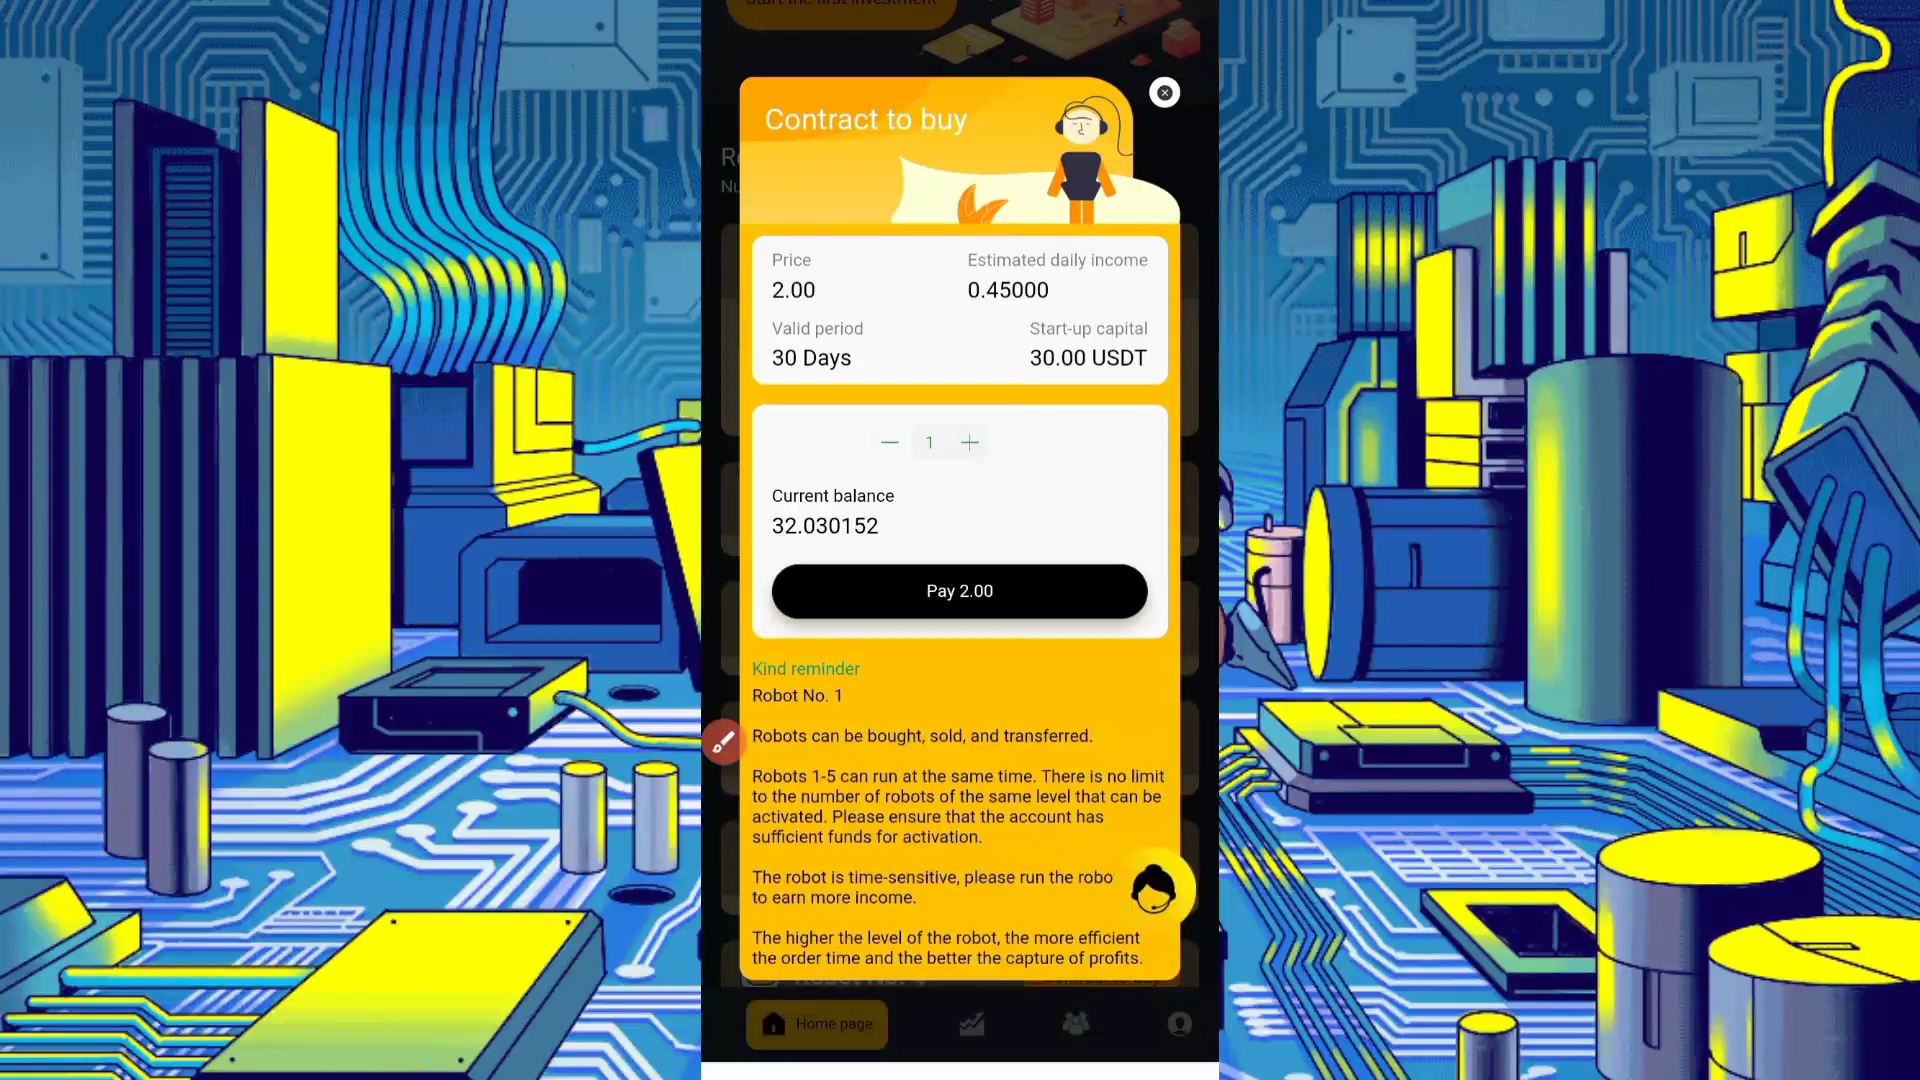 Start the first investment
Contract to buy
Price
Estimated daily income
2.00
0.45000
Valid period
Start-up capital
30 Days
30.00 USDT
1
Current balance
32.030152
Pay 2.00
Kind reminder
Robot No. 1
Robots can be bought, sold, and transferred.
Robots 1-5 can run at the same time. There is no limit
to the number of robots of the same level that can be
activated. Please ensure that the account has
sufficient funds for activation.
The robot is time-sensitive, please run the robo
to earn more income.
The higher the level of the robot, the more efficient
the order time and the better the capture of profits.
Home page